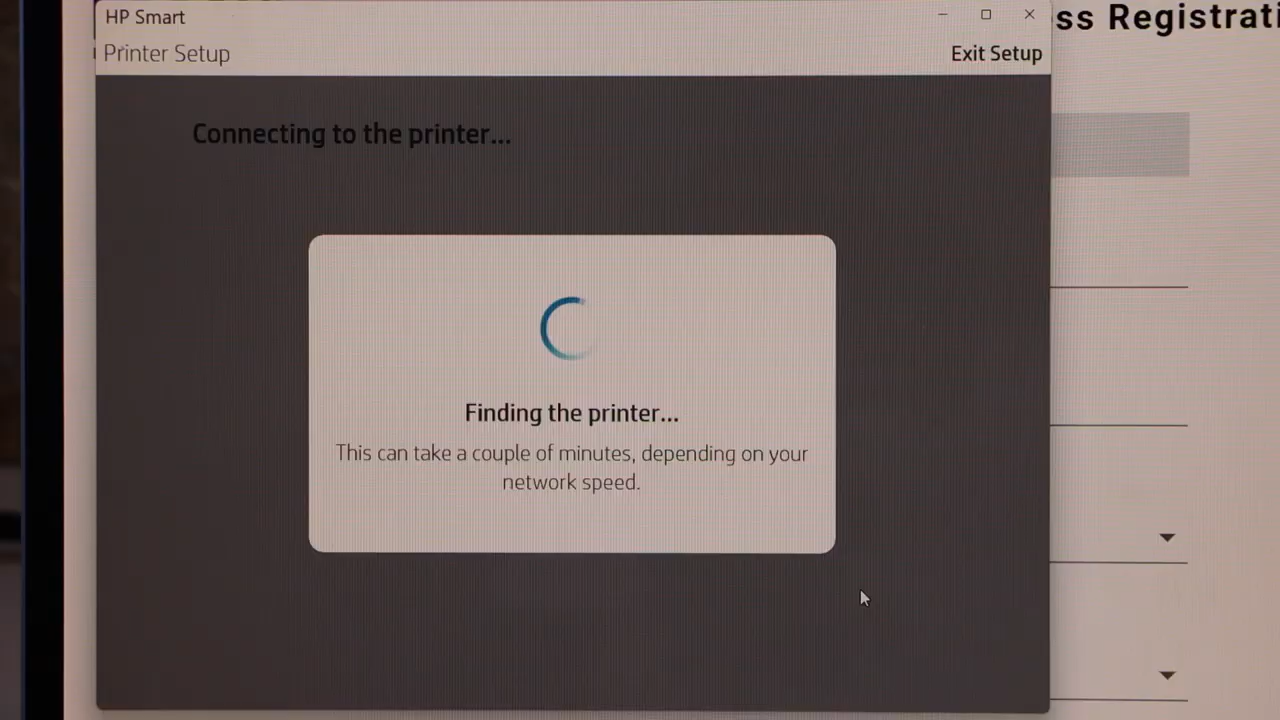 HP Smart
ss Registrati
Printer Setup
Exit Setup
Connecting to the printer...
Finding the printer...
This can take a couple of minutes, depending on your
network speed.